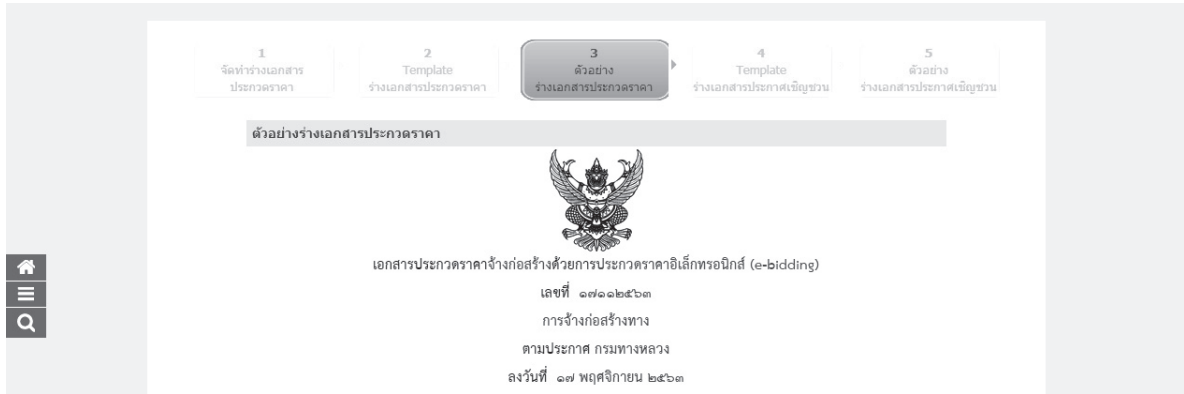 1
จัดทำร่างเอกสาร
ประกวดราคา
2
Template
ร่างเอกสารประกวดราคา
3
ตัวอย่าง
ร่างเอกสารประกวดราคา
4
Template
ร่างเอกสารประกาศเชิญชวน
5
ตัวอย่าง
ร่างเอกสารประกาศเชิญชวน
ตัวอย่างร่างเอกสารประกวดราคา
เอกสารประกวดราคาจ้างก่อสร้างด้วยการประกวดราคาอิเล็กทรอนิกส์ (e-bidding)
เลขที่ ๑๗๑๑๒๕๖๓
การจ้างก่อสร้างทาง
ตามประกาศ กรมทางหลวง
ลงวันที่ ๑๗ พฤศจิกายน ๒๕๖๓